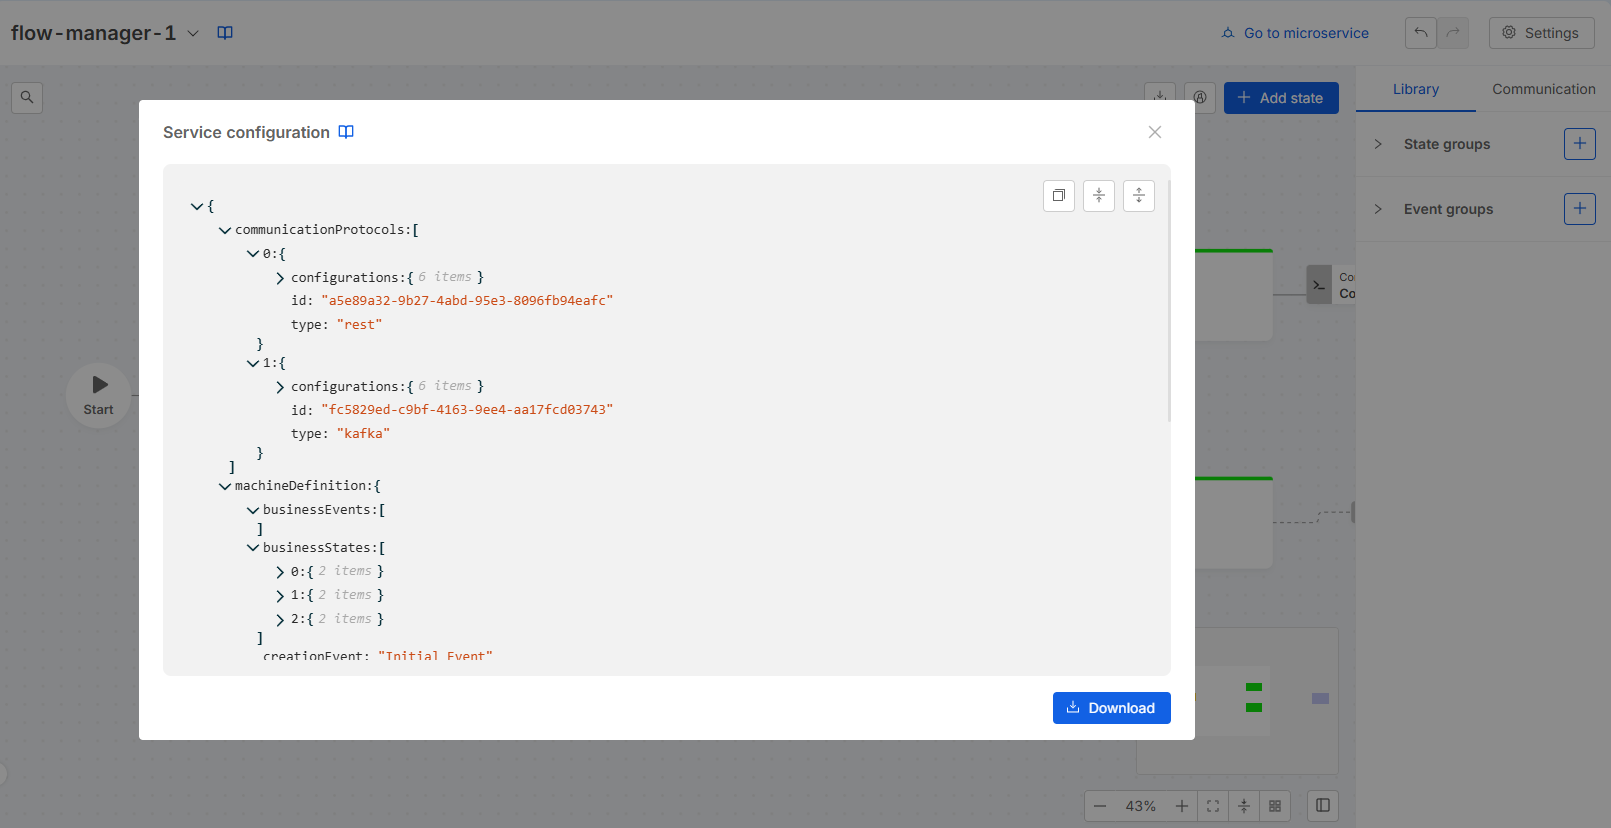 flow-manager-1
Go to microservice
Settings
Add state
Library
Communication
State groups
Event groups
Start
Co
Co
Service configuration
{
communicationProtocols:[
0:{
configurations:{ 6 items }
id: "a5e89a32-9b27-4abd-95e3-8096fb94eafc"
type: "rest"
}
1:{
configurations:{ 6 items }
id: "fc5829ed-c9bf-4163-9ee4-aa17fcd03743"
type: "kafka"
}
]
machineDefinition:{
businessEvents:[
]
businessStates:[
0:{ 2 items }
1:{ 2 items }
2:{ 2 items }
]
creationEvent: "Initial Event"
Download
43%